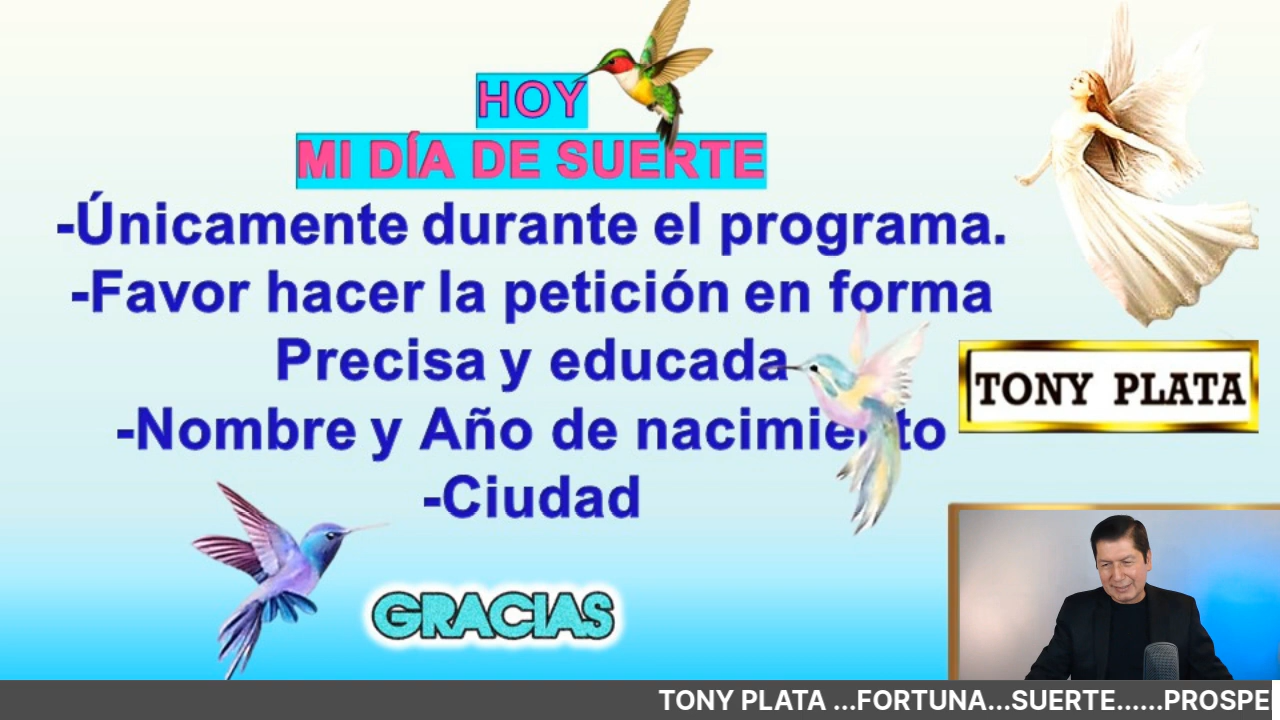 HOY
MI DÍA DE SUERTE
-Únicamente durante el programa.
-Favor hacer la petición en forma
Precisa y educada
-Nombre y Año de nacimiento
-Ciudad
GRACIAS
TONY PLATA
TONY PLATA ...FORTUNA...SUERTE......PROSPE